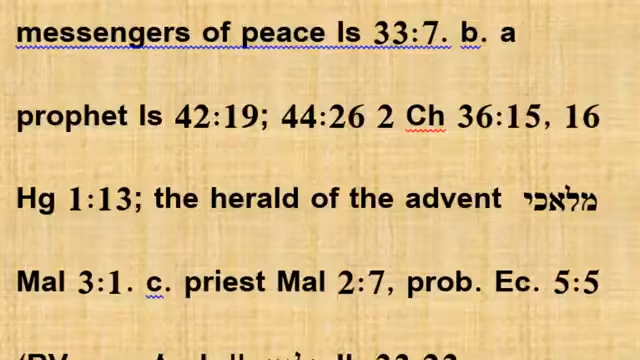 messengers of peace Is 33:7. b. a
prophet Is 42:19; 44:26 2 Ch 36:15, 16
Hg 1:13; the herald of the advent מלאכי
Mal 3:1. c. priest Mal 2:7, prob. Ec. 5:5